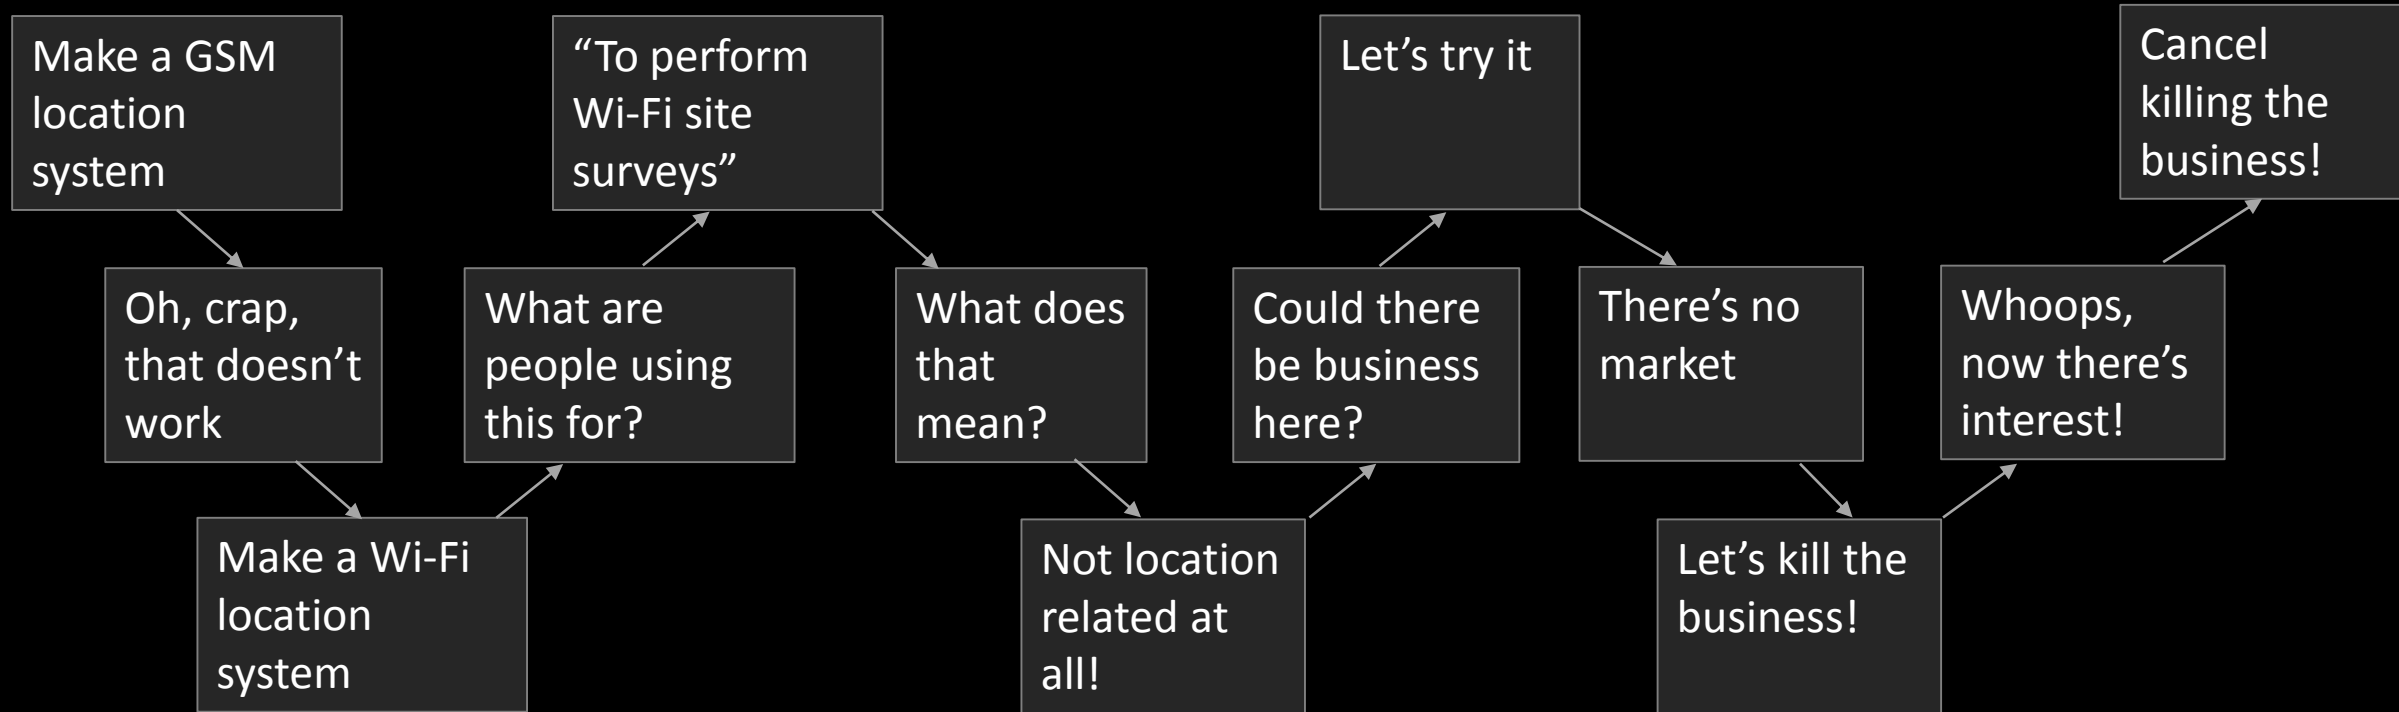 Make a GSM
location
system
Oh, crap,
that doesn’t
work
Make a Wi-Fi
location
system
What are
people using
this for?
“To perform
Wi-Fi site
surveys”
What does
that
mean?
Not location
related at
all!
Could there
be business
here?
Let’s try it
There’s no
market
Let’s kill the
business!
Whoops,
now there’s
interest!
Cancel
killing the
business!